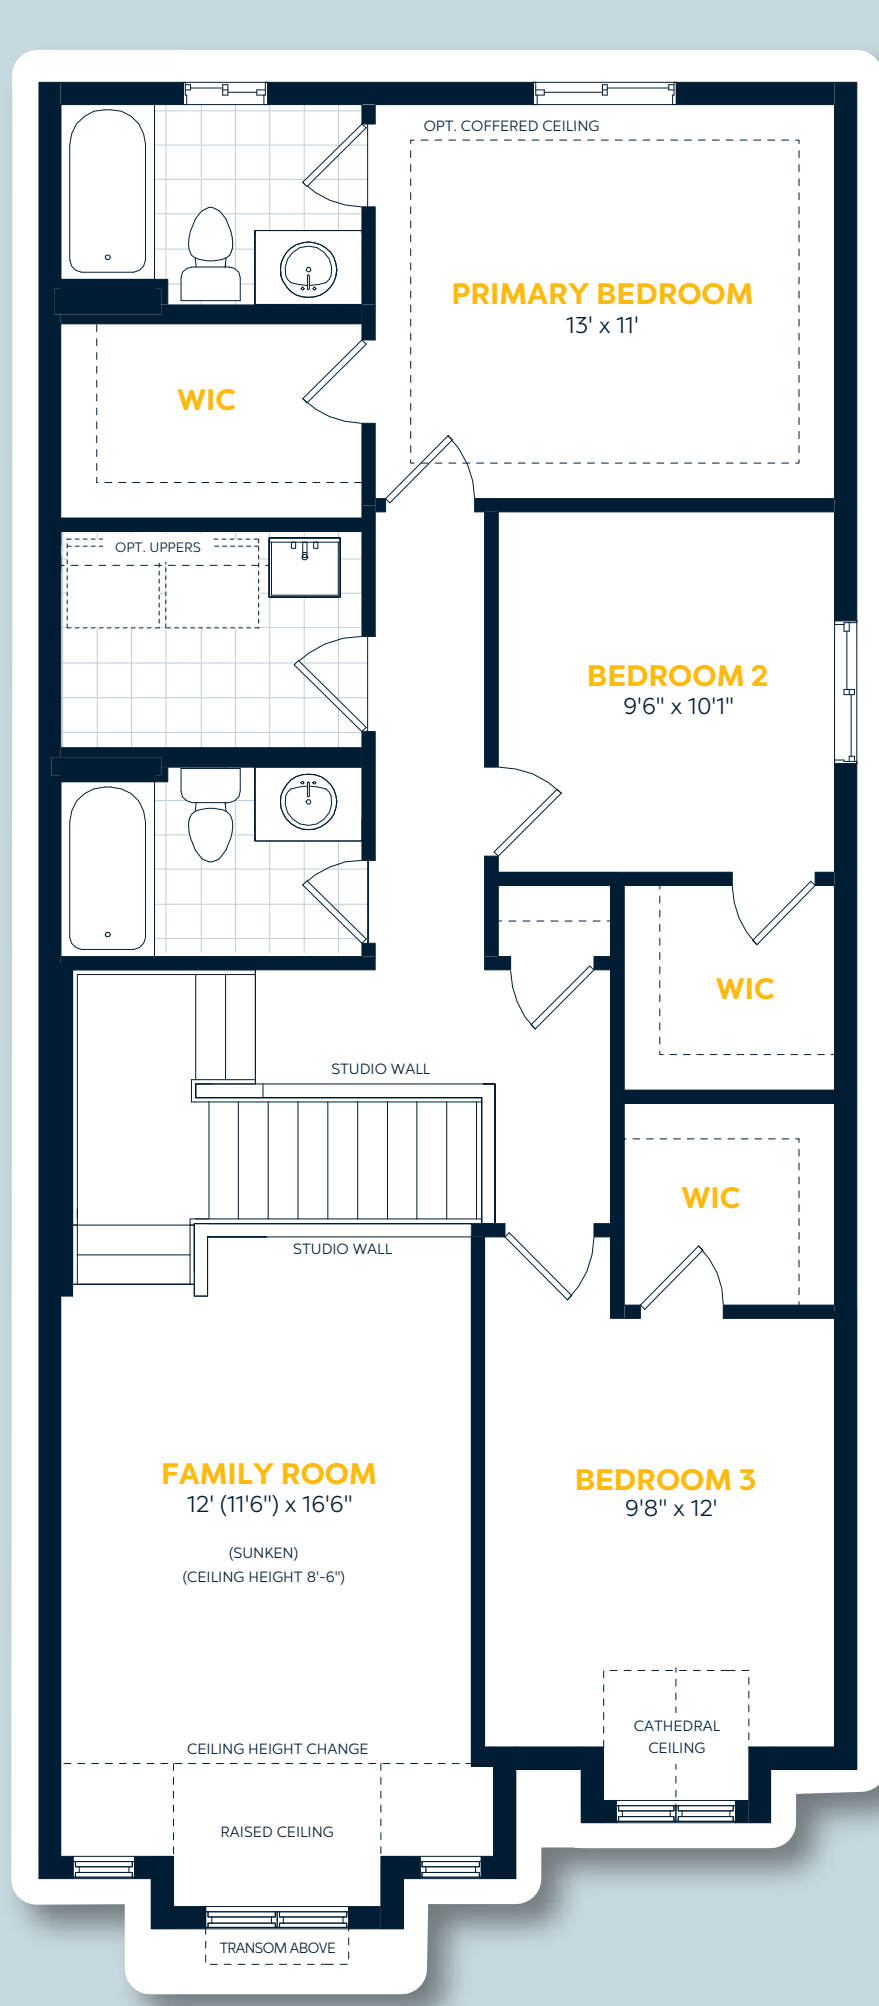 OPT. COFFERED CEILING
PRIMARY BEDROOM
13' x 11'
WIC
OPT. UPPERS
BEDROOM 2
9'6" x 10'1"
WIC
STUDIO WALL
WIC
STUDIO WALL
FAMILY ROOM
12' (11'6") x 16'6"
(SUNKEN)
(CEILING HEIGHT 8'-6")
BEDROOM 3
9'8" x 12'
CATHEDRAL
CEILING
CEILING HEIGHT CHANGE
RAISED CEILING
TRANSOM ABOVE